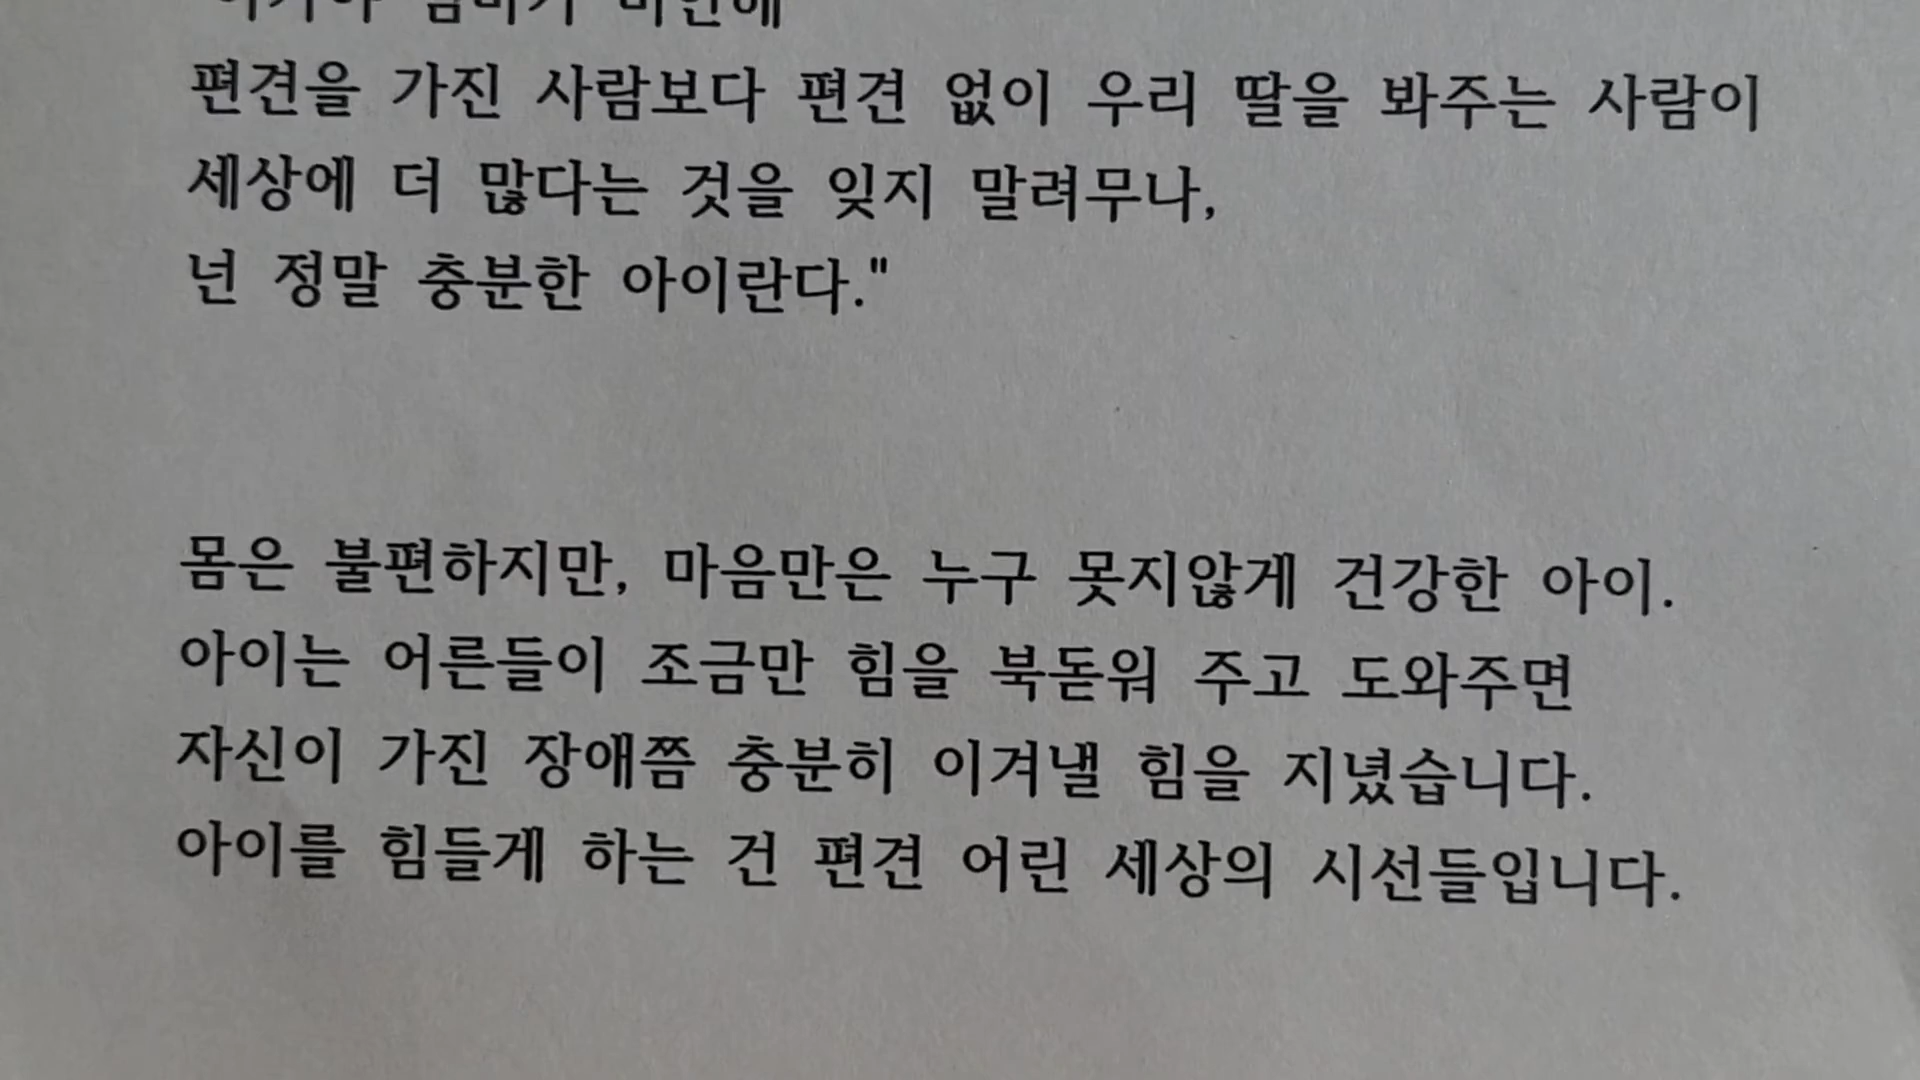 편견을 가진 사람보다 편견 없이 우리 딸을 봐주는 사람이
세상에 더 많다는 것을 잊지 말려무나,
넌 정말 충분한 아이란다."
몸은 불편하지만, 마음만은 누구 못지않게 건강한 아이.
아이는 어른들이 조금만 힘을 북돋워 주고 도와주면
자신이 가진 장애쯤 충분히 이겨낼 힘을 지녔습니다.
아이를 힘들게 하는 건 편견 어린 세상의 시선들입니다.